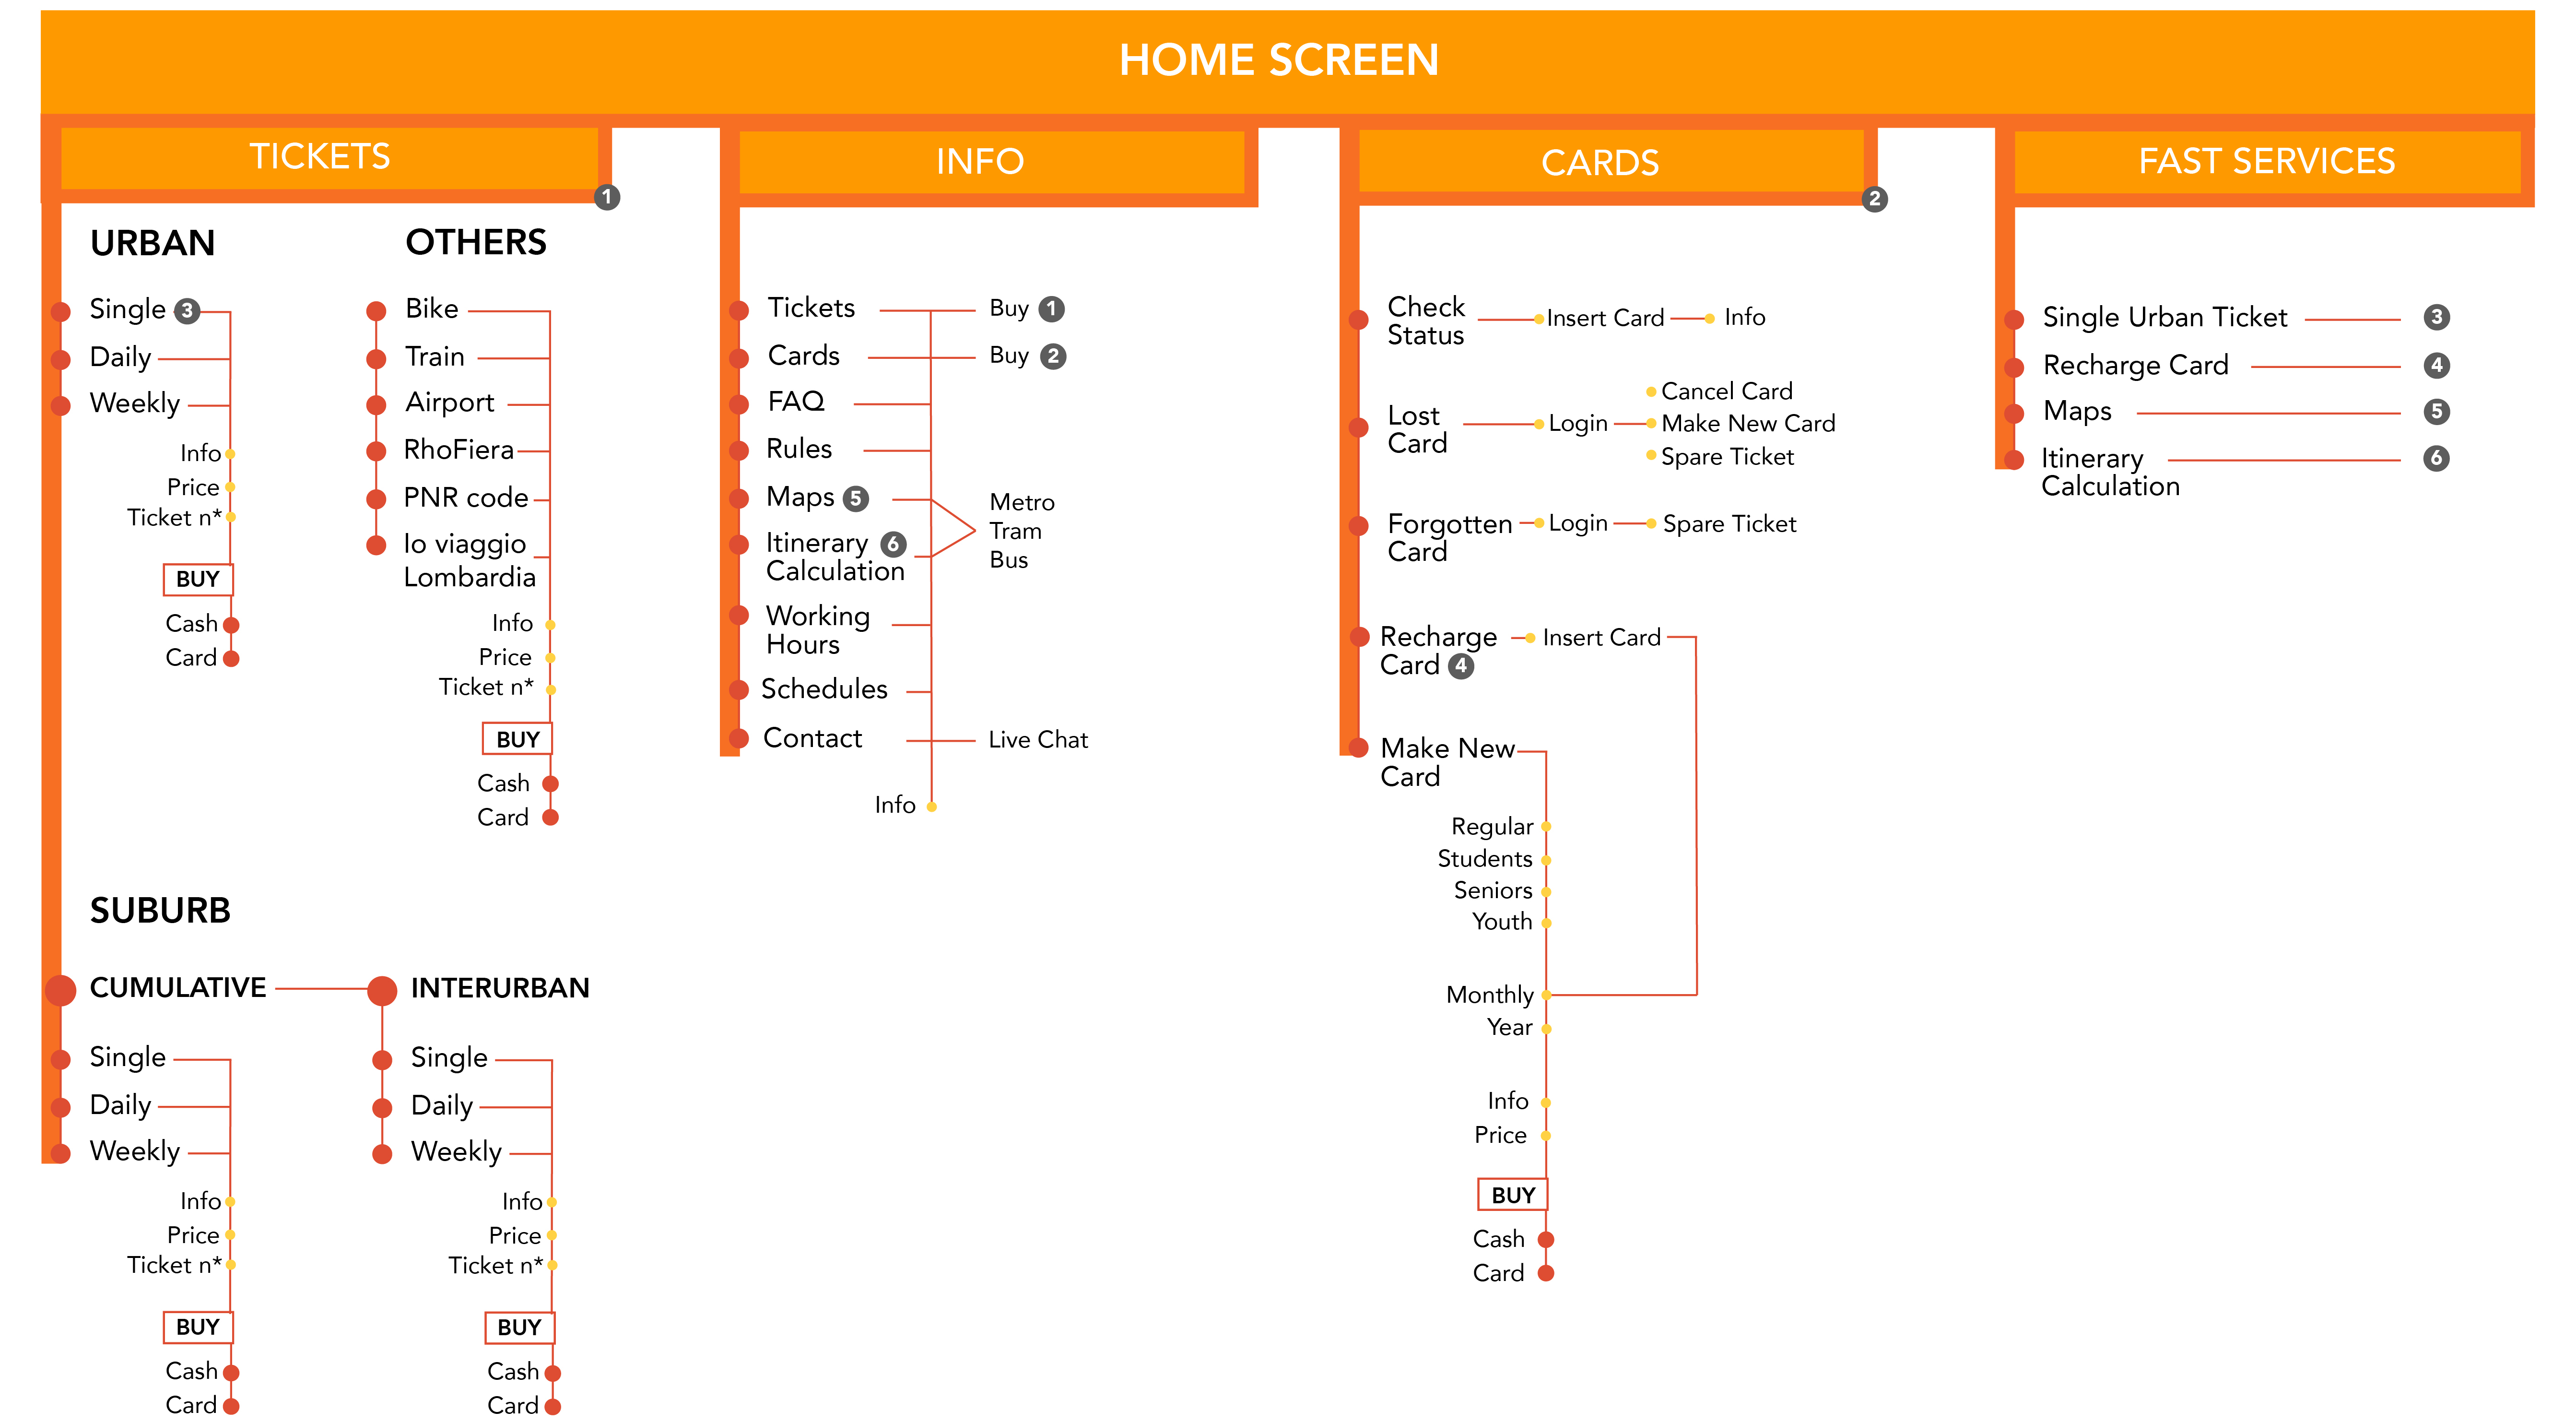 HOME SCREEN
TICKETS
1
URBAN
Single 3
Daily
Weekly
Info
Price
Ticket n*
BUY
Cash
Card
OTHERS
Bike
Train
Airport
RhoFiera
PNR code
Io viaggio
Lombardia
Info
Price
Ticket n*
BUY
Cash
Card
SUBURB
CUMULATIVE
Single
Daily
Weekly
Info
Price
Ticket n*
BUY
Cash
Card
INTERURBAN
Single
Daily
Weekly
Info
Price
Ticket n*
BUY
Cash
Card
INFO
Tickets
Buy 1
Cards
Buy 2
FAQ
Rules
Maps 5
Itinerary 6
Calculation
Metro
Tram
Bus
Working
Hours
Schedules
Contact
Live Chat
Info
CARDS
2
Check
Status
Insert Card
Info
Lost
Card
Login
Cancel Card
Make New Card
Spare Ticket
Forgotten
Card
Login
Spare Ticket
Recharge
Card 4
Insert Card
Make New
Card
Regular
Students
Seniors
Youth
Monthly
Year
Info
Price
BUY
Cash
Card
FAST SERVICES
Single Urban Ticket 3
Recharge Card 4
Maps 5
Itinerary 6
Calculation